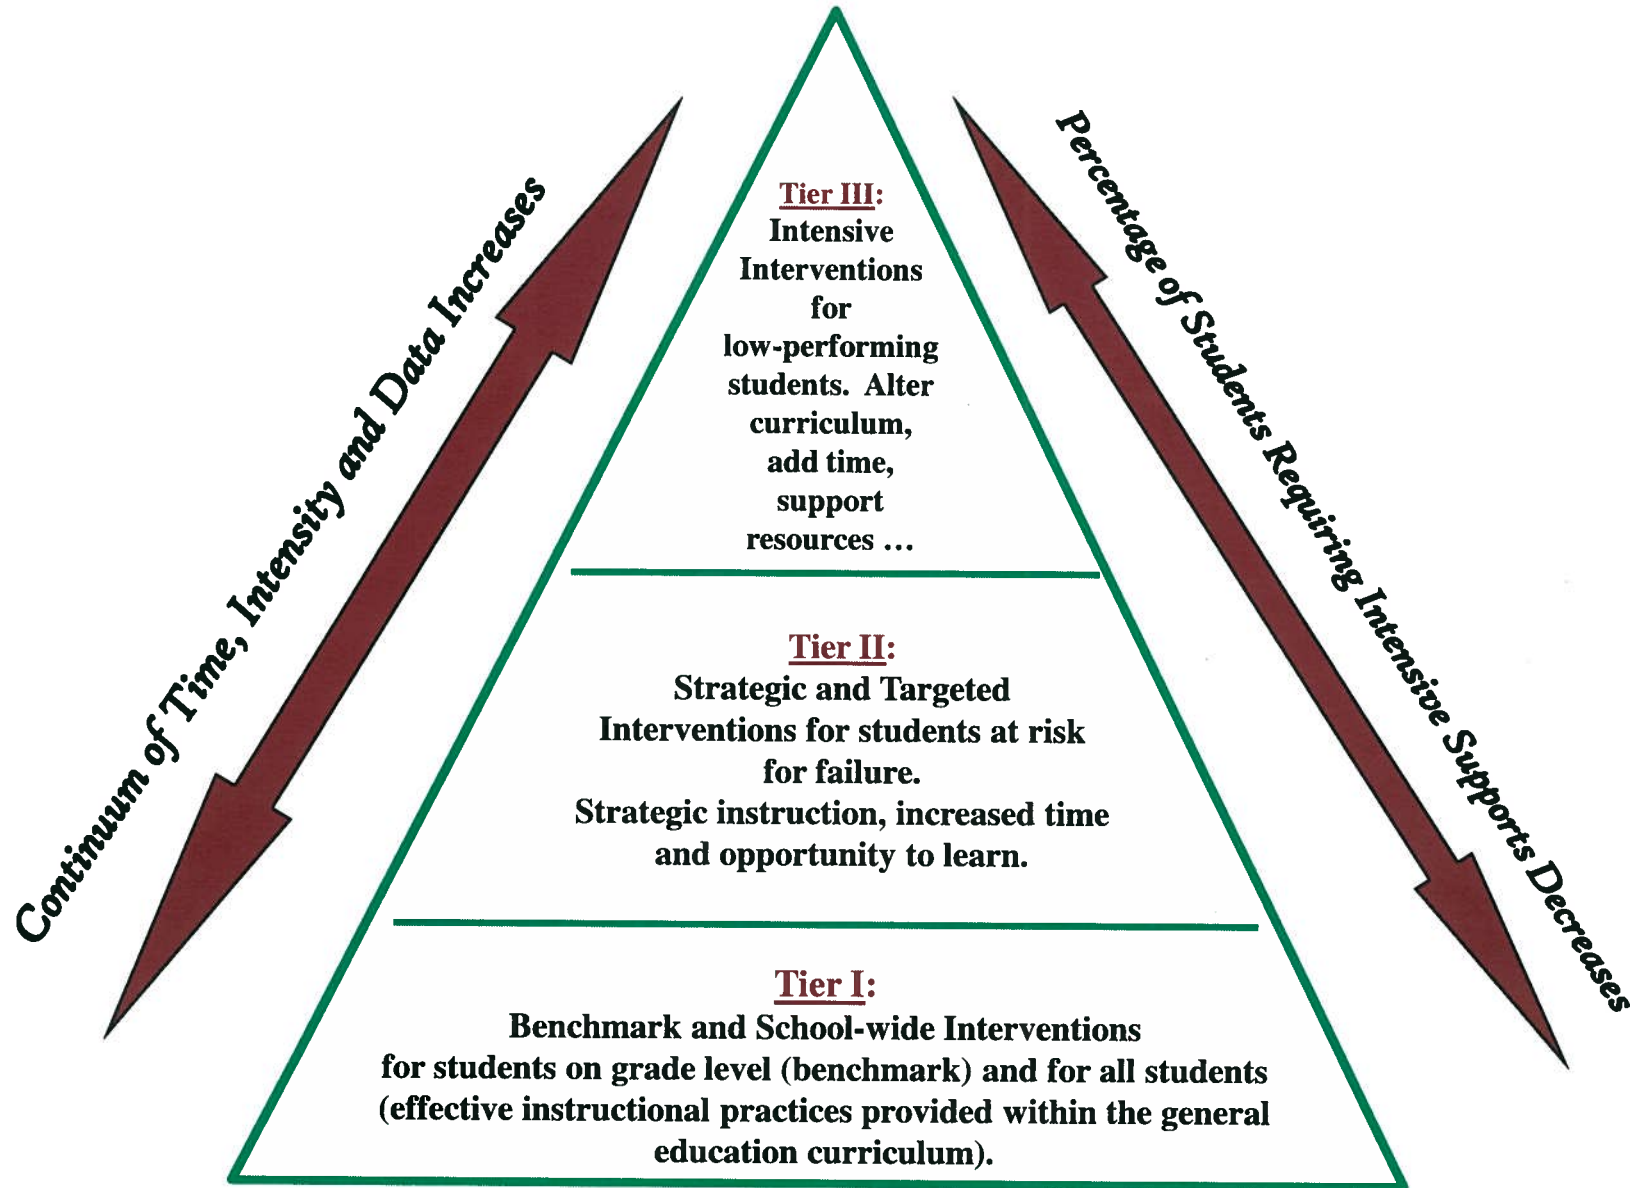 Continuum of Time, Intensity and Data Increases
Percentage of Students Requiring Intensive Supports Decreases
Tier III:
Intensive
Interventions
for
low-performing
students.  Alter
curriculum,
add time,
support
resources ...
Tier II:
Strategic and Targeted
Interventions for students at risk
for failure.
Strategic instruction, increased time
and opportunity to learn.
Tier I:
Benchmark and School-wide Interventions
for students on grade level (benchmark) and for all students
(effective instructional practices provided within the general
education curriculum).